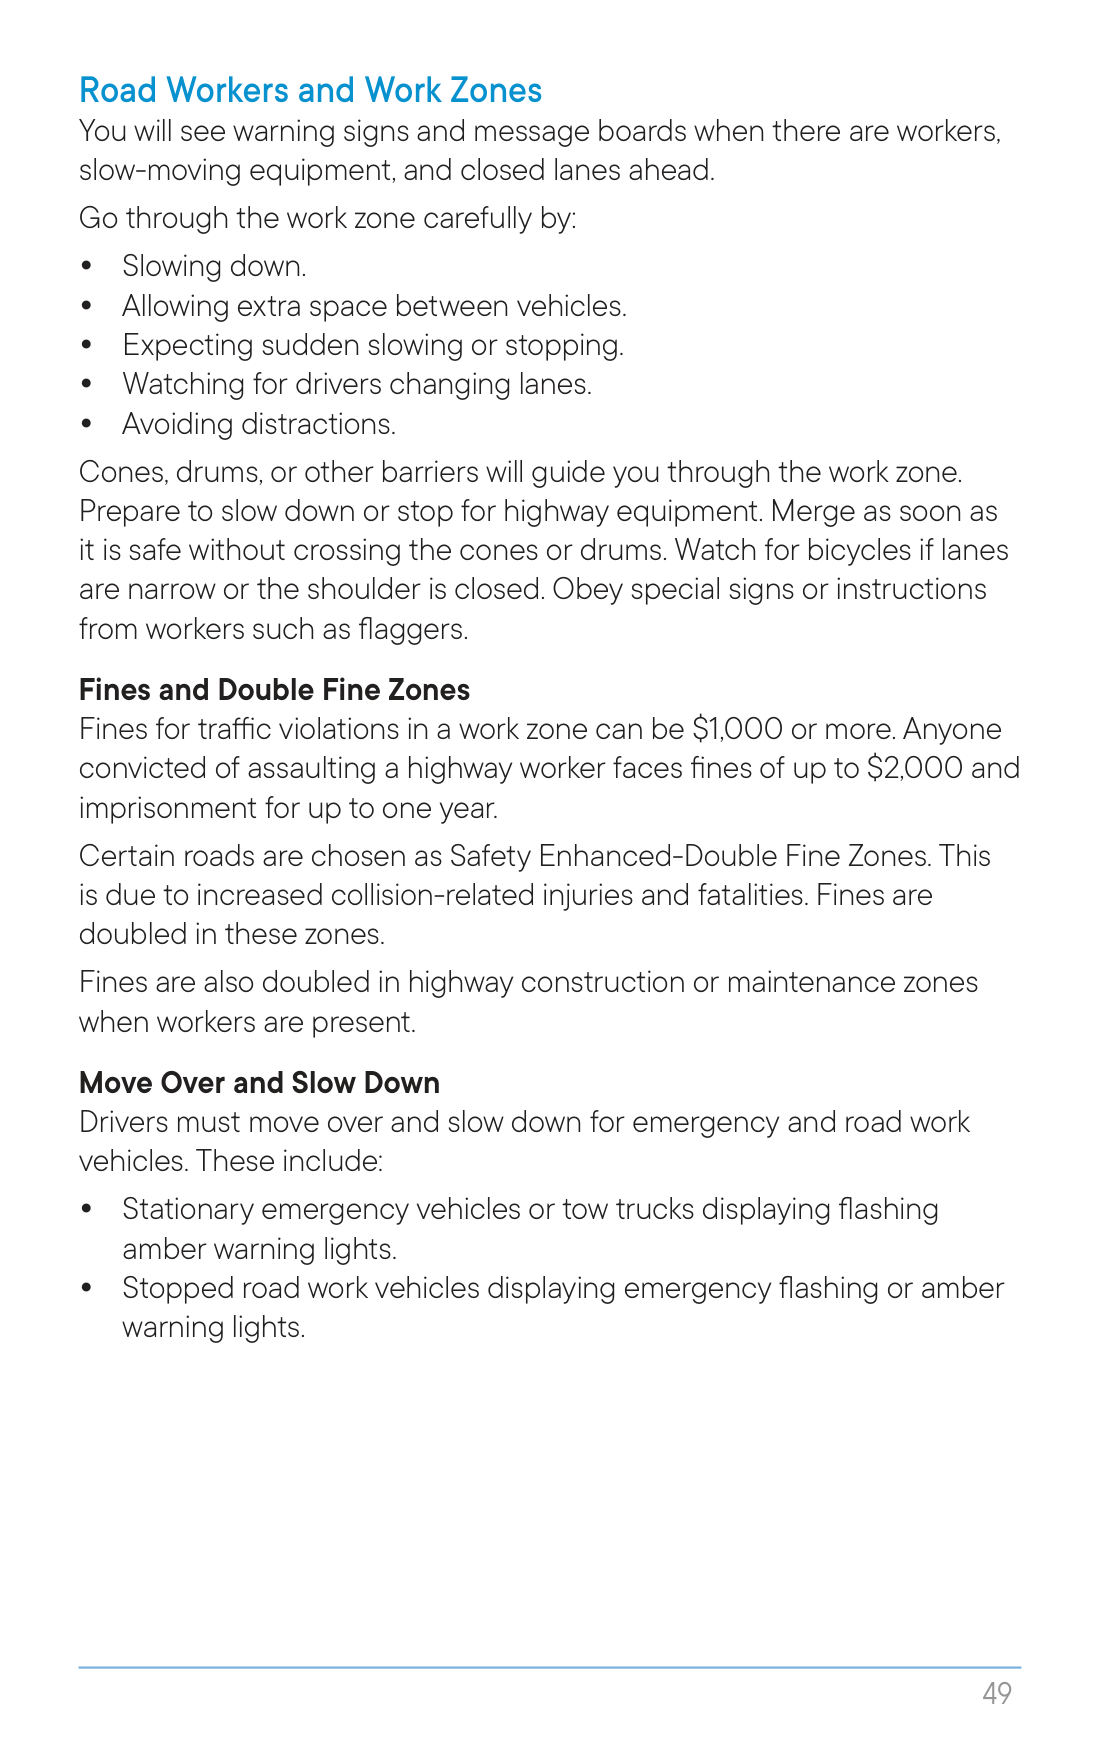 Road Workers and Work Zones
You will see warning signs and message boards when there are workers,
slow-moving equipment, and closed lanes ahead.
Go through the work zone carefully by:
• Slowing down.
• Allowing extra space between vehicles.
• Expecting sudden slowing or stopping.
• Watching for drivers changing lanes.
• Avoiding distractions.
Cones, drums, or other barriers will guide you through the work zone.
Prepare to slow down or stop for highway equipment. Merge as soon as
it is safe without crossing the cones or drums. Watch for bicycles if lanes
are narrow or the shoulder is closed. Obey special signs or instructions
from workers such as flaggers.
Fines and Double Fine Zones
Fines for traffic violations in a work zone can be $1,000 or more. Anyone
convicted of assaulting a highway worker faces fines of up to $2,000 and
imprisonment for up to one year.
Certain roads are chosen as Safety Enhanced-Double Fine Zones. This
is due to increased collision-related injuries and fatalities. Fines are
doubled in these zones.
Fines are also doubled in highway construction or maintenance zones
when workers are present.
Move Over and Slow Down
Drivers must move over and slow down for emergency and road work
vehicles. These include:
• Stationary emergency vehicles or tow trucks displaying flashing
amber warning lights.
• Stopped road work vehicles displaying emergency flashing or amber
warning lights.
49